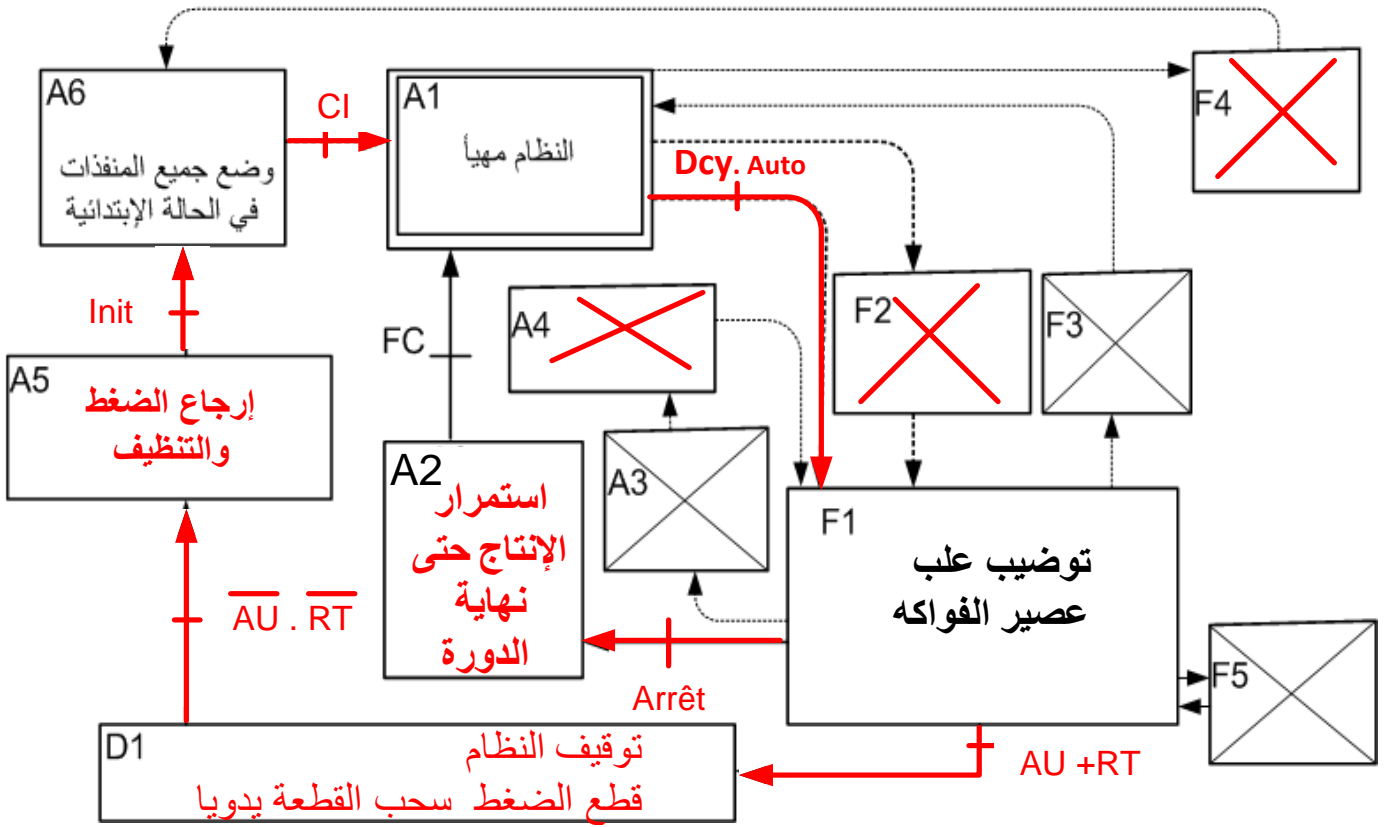 A6
وضع جميع المنفذات
في الحالة الإبتدائية
CI
A1
النظام مهيأ
F4
Dcy. Auto
Init
FC
A4
F2
F3
A5
إرجاع الضغط
والتنظيف
A2
استمرار
الإنتاج حتى
نهاية
الدورة
A3
F1
توضيب علب
عصير الفواكه
A̅U̅ . R̅T̅
Arrêt
F5
D1
توقيف النظام
قطع الضغط سحب القطعة يدويا
AU +RT